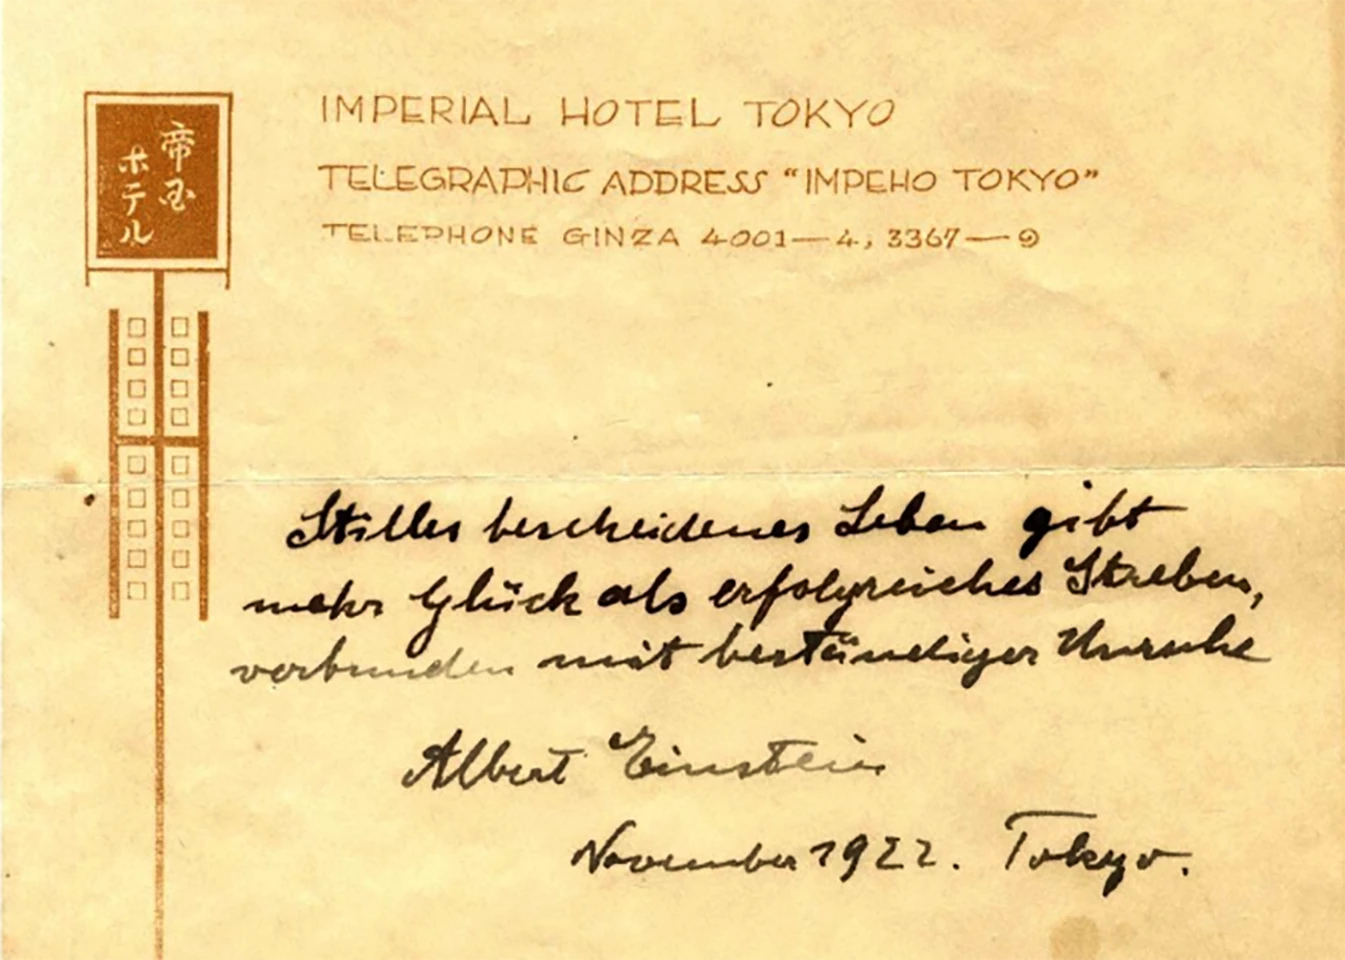 帝国
ホテル
IMPERIAL HOTEL TOKYO
TELEGRAPHIC ADDRESS “IMPEHO TOKYO”
TELEPHONE GINZA 4001—4, 3367—9
Stilles bescheidenes Leben gibt
mehr Glück als erfolgreiches Streben,
verbunden mit beständiger Unruhe
Albert Einstein
November 1922. Tokyo.